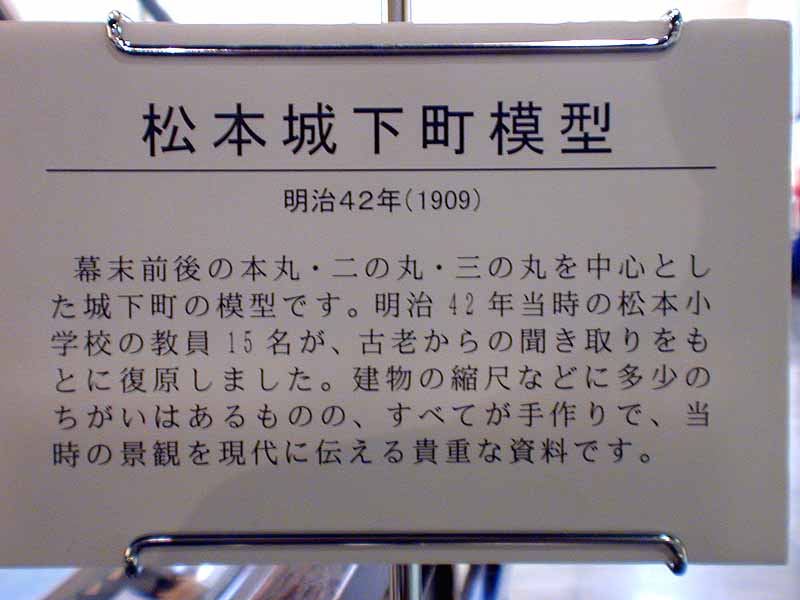 松本城下町模型
明治42年(1909)
幕末前後の本丸・二の丸・三の丸を中心とし
た城下町の模型です。明治42年当時の松本小
学校の教員15名が、古老からの聞き取りをも
とに復原しました。建物の縮尺などに多少の
ちがいはあるものの、すべてが手作りで、当
時の景観を現代に伝える貴重な資料です。